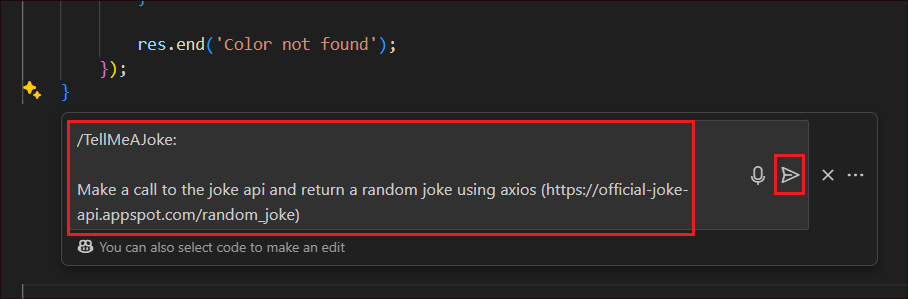 }
res.end('Color not found');
});
}
/TellMeAJoke:
Make a call to the joke api and return a random joke using axios (https://official-joke-
api.appspot.com/random_joke)
You can also select code to make an edit